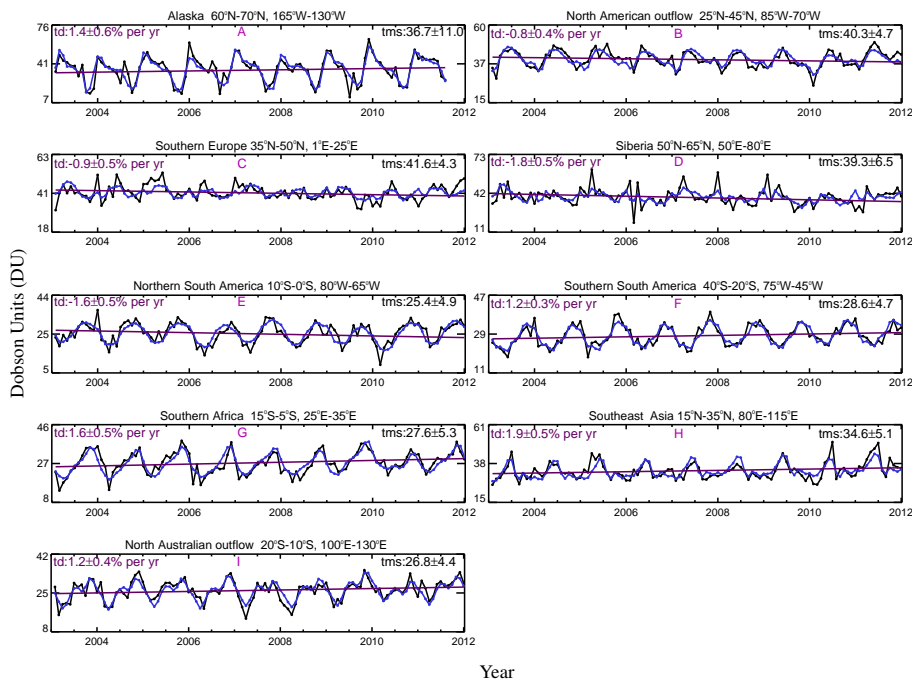 Alaska 60°N-70°N, 165°W-130°W
td:1.4±0.6% per yr A tms:36.7±11.0
76
41
7
2004 2006 2008 2010 2012
North American outflow 25°N-45°N, 85°W-70°W
td:-0.8±0.4% per yr B tms:40.3±4.7
60
37
15
2004 2006 2008 2010 2012
Southern Europe 35°N-50°N, 1°E-25°E
td:-0.9±0.5% per yr C tms:41.6±4.3
63
41
18
2004 2006 2008 2010 2012
Siberia 50°N-65°N, 50°E-80°E
td:-1.8±0.5% per yr D tms:39.3±6.5
73
42
11
2004 2006 2008 2010 2012
Northern South America 10°S-0°S, 80°W-65°W
td:-1.6±0.5% per yr E tms:25.4±4.9
44
25
5
2004 2006 2008 2010 2012
Southern South America 40°S-20°S, 75°W-45°W
td:1.2±0.3% per yr F tms:28.6±4.7
47
29
11
2004 2006 2008 2010 2012
Southern Africa 15°S-5°S, 25°E-35°E
td:1.6±0.5% per yr G tms:27.6±5.3
46
27
8
2004 2006 2008 2010 2012
Southeast Asia 15°N-35°N, 80°E-115°E
td:1.9±0.5% per yr H tms:34.6±5.1
61
38
15
2004 2006 2008 2010 2012
North Australian outflow 20°S-10°S, 100°E-130°E
td:1.2±0.4% per yr I tms:26.8±4.4
42
25
8
2004 2006 2008 2010 2012
Dobson Units (DU)
Year